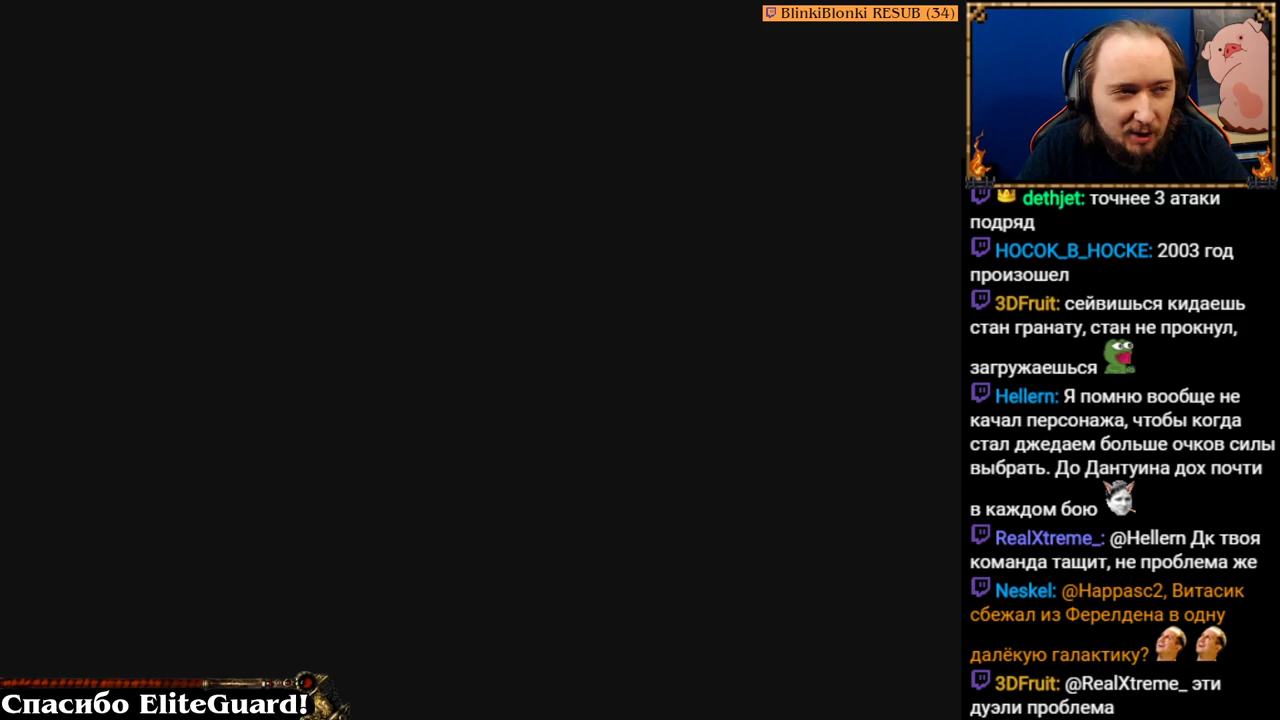 BlinkiBlonki RESUB (34)
dethjet: точнее 3 атаки
подряд
HOCOK_B_HOCKE: 2003 год
произошел
3DFruit: сейвишься кидаешь
стан гранату, стан не прокнул,
загружаешься
Hellern: Я помню вообще не
качал персонажа, чтобы когда
стал джедаем больше очков силы
выбрать. До Дантуина дох почти
в каждом бою
RealXtreme_: @Hellern Дк твоя
команда тащит, не проблема же
Neskel: @Happasc2, Витасик
сбежал из Ферелдена в одну
далёкую галактику?
3DFruit: @RealXtreme_ эти
дуэли проблема
Спасибо EliteGuard!